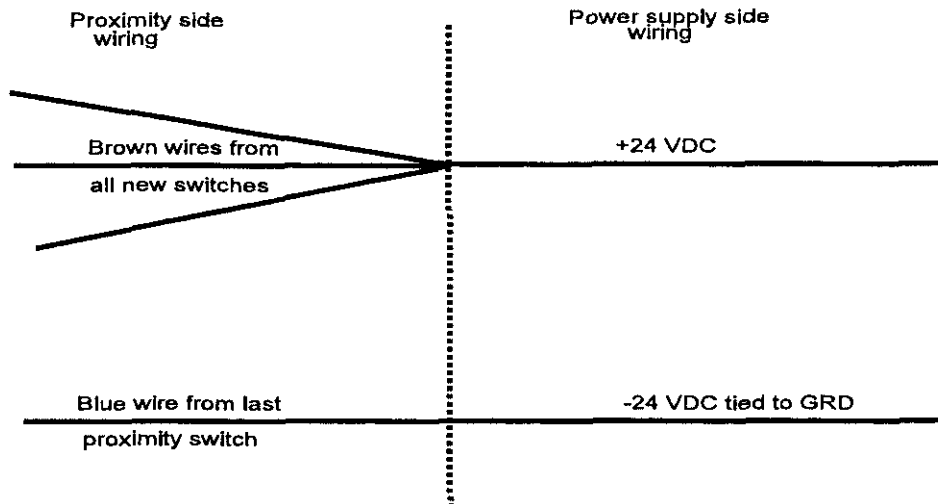 Proximity side
wiring
Power supply side
wiring
Brown wires from
all new switches
+24 VDC
Blue wire from last
proximity switch
-24 VDC tied to GRD